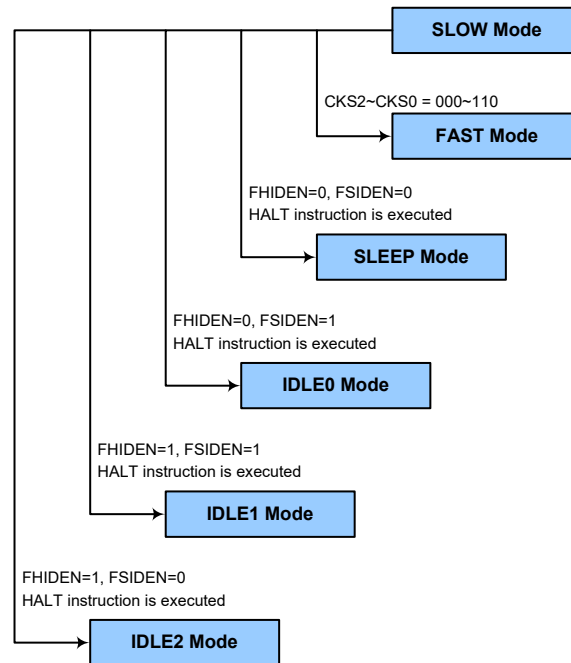 SLOW Mode
CKS2~CKS0 = 000~110
FAST Mode
FHIDEN=0, FSIDEN=0
HALT instruction is executed
SLEEP Mode
FHIDEN=0, FSIDEN=1
HALT instruction is executed
IDLE0 Mode
FHIDEN=1, FSIDEN=1
HALT instruction is executed
IDLE1 Mode
FHIDEN=1, FSIDEN=0
HALT instruction is executed
IDLE2 Mode